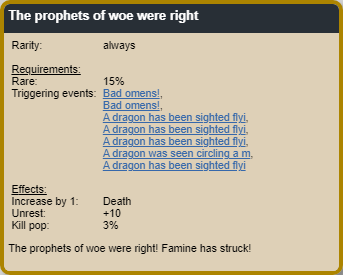 The prophets of woe were right
Rarity: always
Requirements:
Rare: 15%
Triggering events: Bad omens!,
Bad omens!,
A dragon has been sighted flyi,
A dragon has been sighted flyi,
A dragon has been sighted flyi,
A dragon was seen circling a m,
A dragon has been sighted flyi
Effects:
Increase by 1: Death
Unrest: +10
Kill pop: 3%
The prophets of woe were right! Famine has struck!